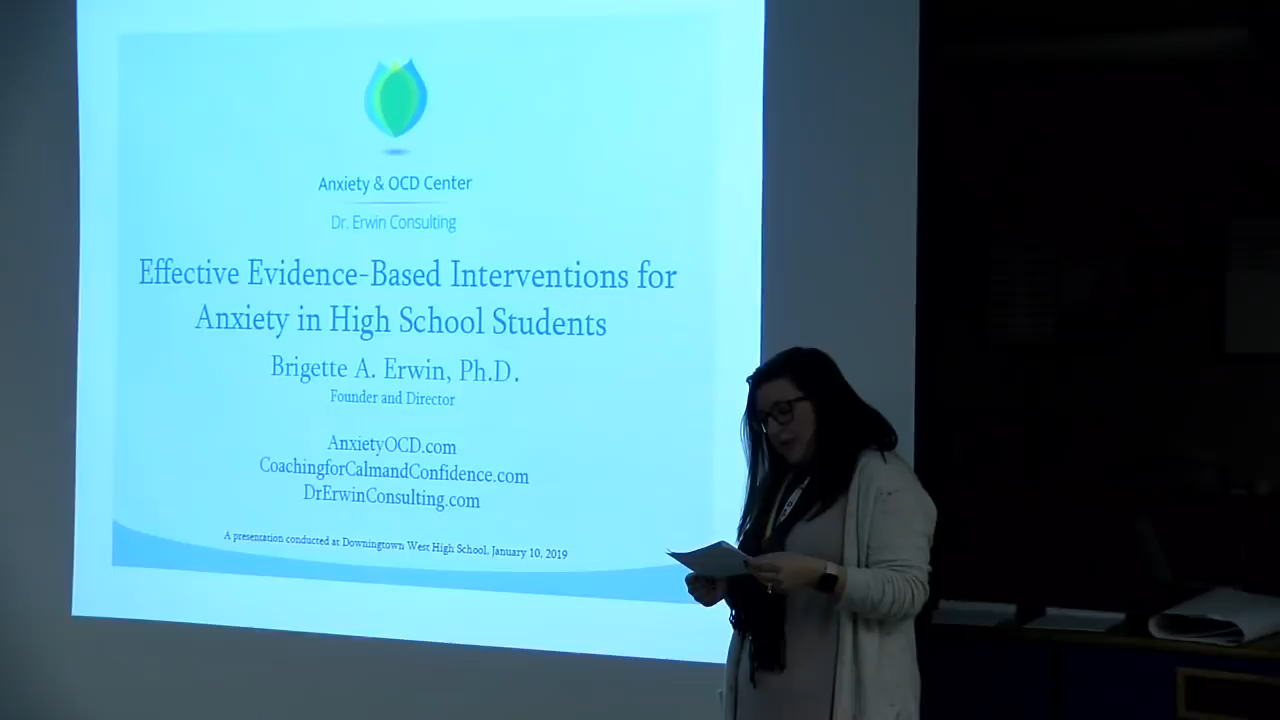 Anxiety & OCD Center
Dr. Erwin Consulting
Effective Evidence-Based Interventions for
Anxiety in High School Students
Brigette A. Erwin, Ph.D.
Founder and Director
AnxietyOCD.com
CoachingforCalmandConfidence.com
DrErwinConsulting.com
A presentation conducted at Downingtown West High School, January 10, 2019